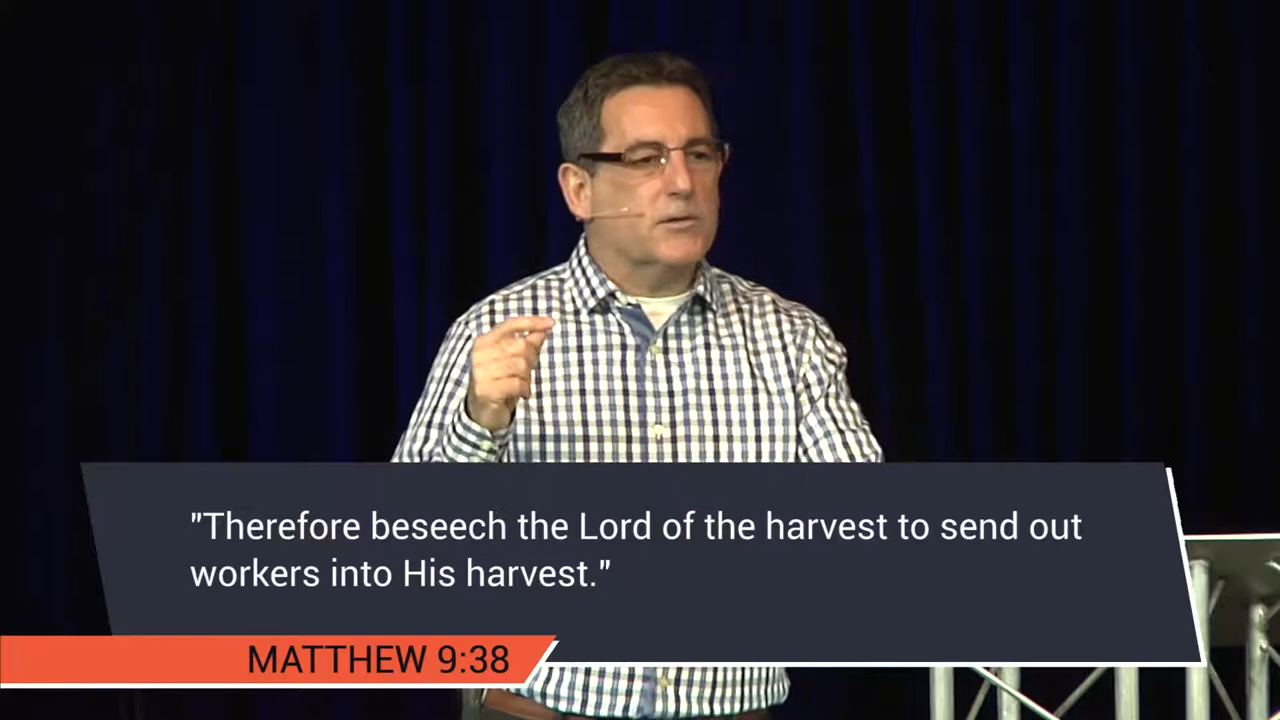 "Therefore beseech the Lord of the harvest to send out
workers into His harvest."
MATTHEW 9:38